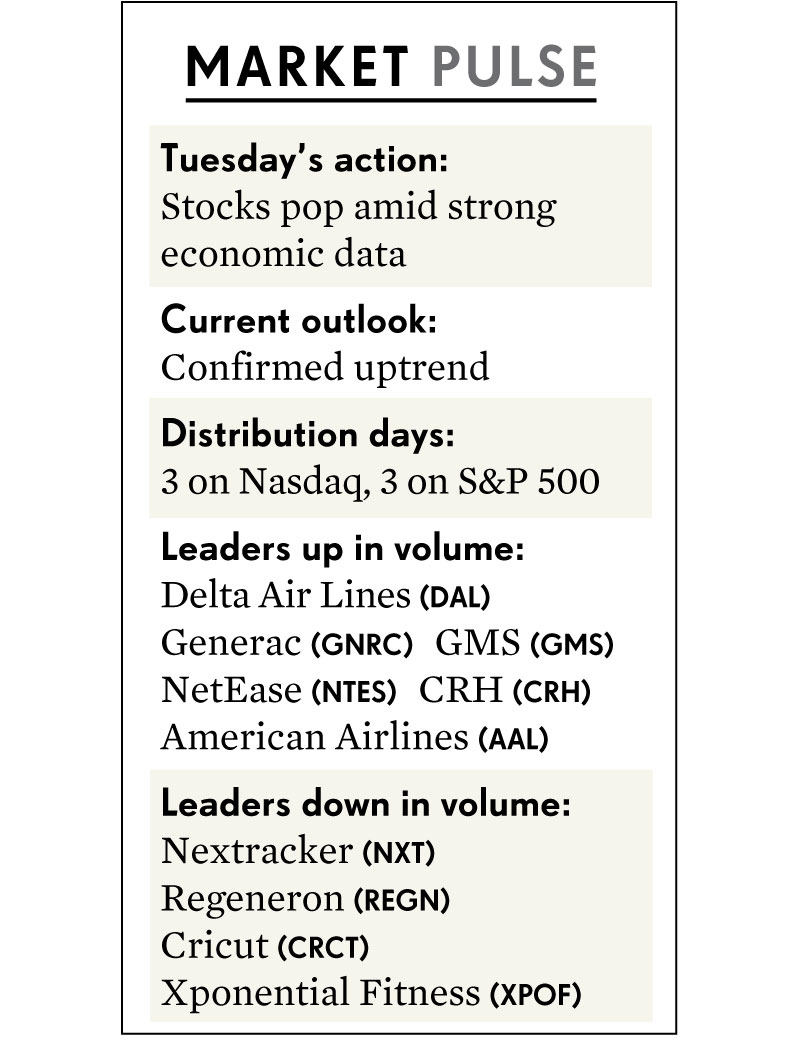 MARKET PULSE
Tuesday’s action:
Stocks pop amid strong
economic data
Current outlook:
Confirmed uptrend
Distribution days:
3 on Nasdaq, 3 on S&P 500
Leaders up in volume:
Delta Air Lines (DAL)
Generac (GNRC) GMS (GMS)
NetEase (NTES) CRH (CRH)
American Airlines (AAL)
Leaders down in volume:
Nextracker (NXT)
Regeneron (REGN)
Cricut (CRCT)
Xponential Fitness (XPOF)